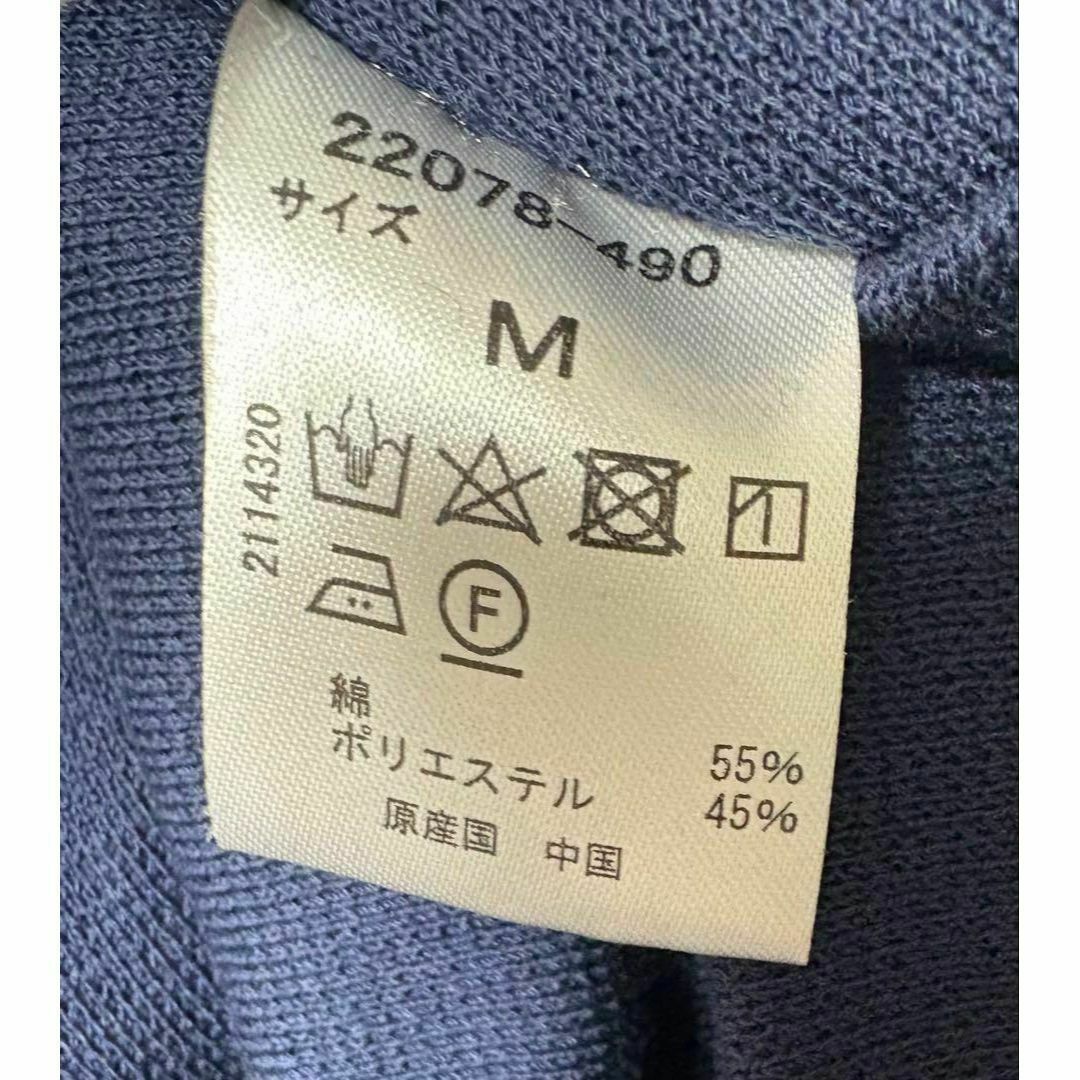 22078-490
サイズ
M
2114320
F
綿 55%
ポリエステル 45%
原産国 中国